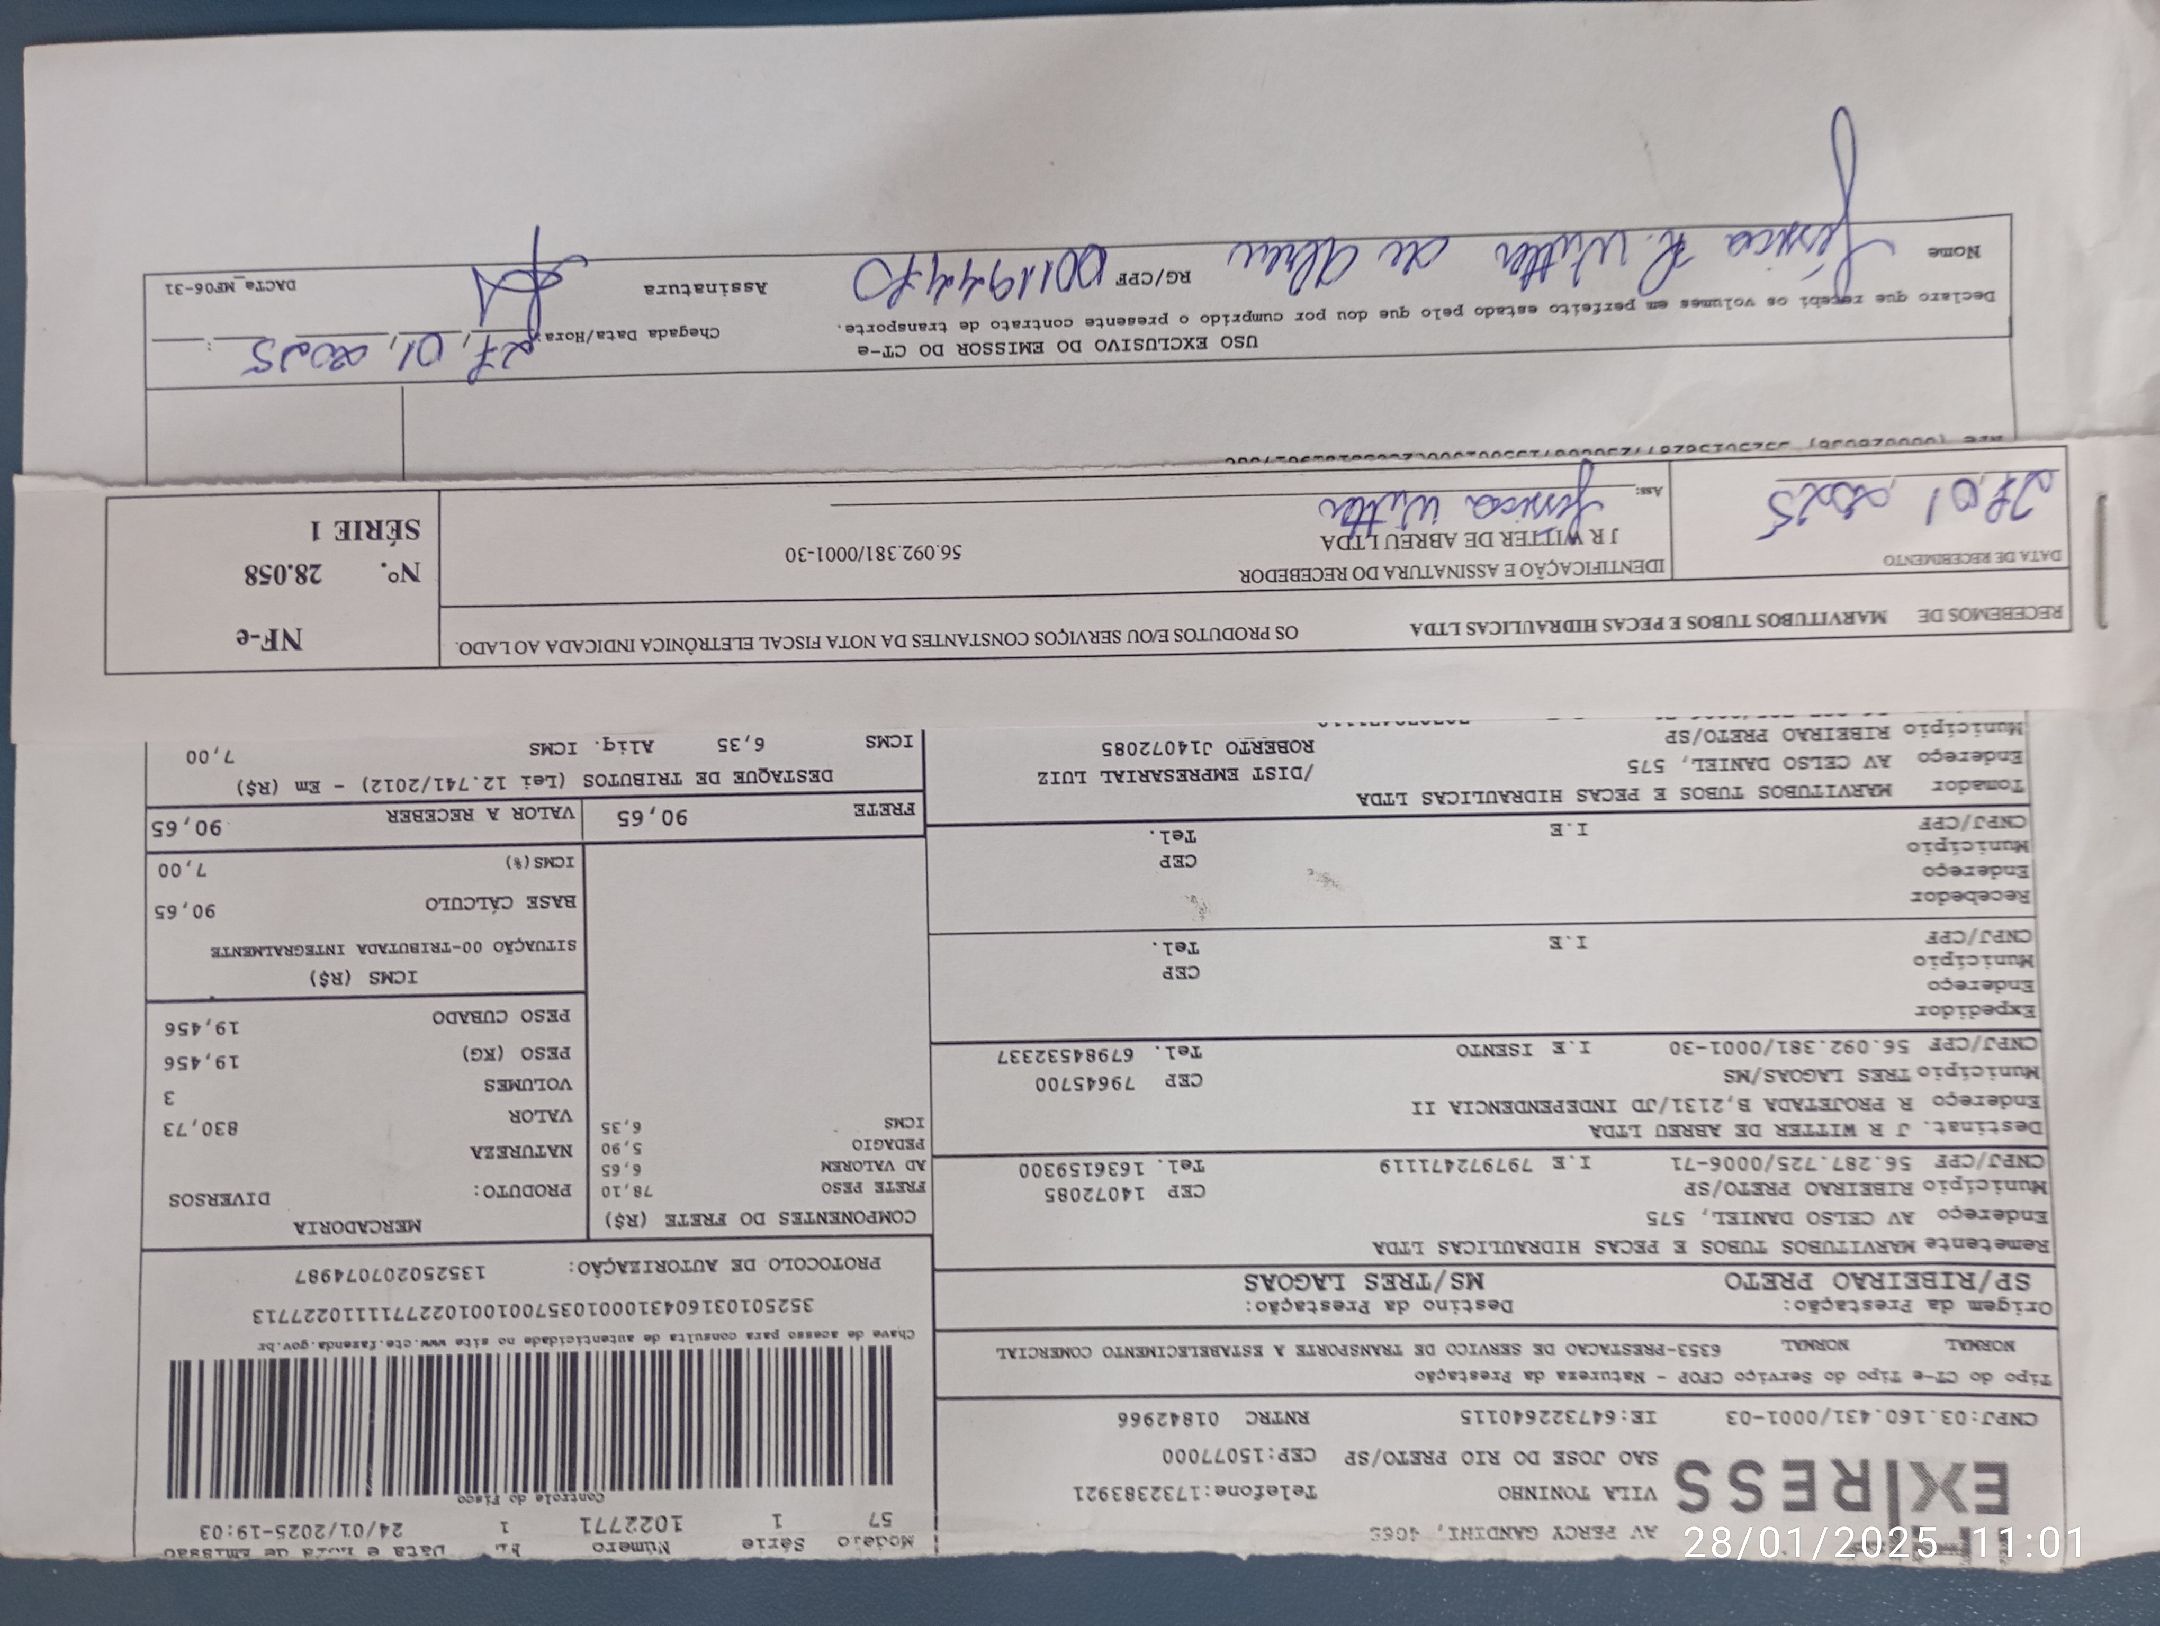 Modelo Série Número FL Data e Hora de Emissão
57 1 1022771 1 24/01/2025-19:03
Controle do Fisco
Chave de acesso para consulta de autenticidade no site www.cte.fazenda.gov.br
PROTOCOLO DE AUTORIZAÇÃO: 135250207074987
EX RESS
AV PERCY GANDINI,
VILA TONINHO Telefone:1732383921
SAO JOSE DO RIO PRETO/SP CEP:15077000
CNPJ:03.160.431/0001-03 IE:647322640115 RNTRC 01842966
Tipo do CT-e Tipo do Serviço CFOP - Natureza da Prestação
NORMAL NORMAL 6353-PRESTACAO DE SERVICO DE TRANSPORTE A ESTABELECIMENTO COMERCIAL
Origem da Prestação: Destino da Prestação:
SP/RIBEIRAO PRETO MS/TRES LAGOAS
Remetente MARVITUBOS TUBOS E PECAS HIDRAULICAS LTDA
Endereço AV CELSO DANIEL, 575
Município RIBEIRAO PRETO/SP CEP 14072085
CNPJ/CPF 56.287.725/0006-71 I.E 797972471119 Tel. 1636159300
Destinat. J R WITTER DE ABREU LTDA
Endereço R PROJETADA B,2131/JD INDEPENDENCIA II
Município TRES LAGOAS/MS CEP 79645700
CNPJ/CPF 56.092.381/0001-30 I.E ISENTO Tel. 67984532337
Expedidor
Endereço
Município CEP
CNPJ/CPF I.E Tel.
Recebedor
Endereço
Município CEP
CNPJ/CPF I.E Tel.
Tomador MARVITUBOS TUBOS E PECAS HIDRAULICAS LTDA
Endereço AV CELSO DANIEL, 575 /DIST EMPRESARIAL LUIZ
Município RIBEIRAO PRETO/SP ROBERTO J14072085
COMPONENTES DO FRETE (R$)
FRETE PESO 78,10
AD VALOREM 6,65
PEDAGIO 5,90
ICMS 6,35
MERCADORIA
PRODUTO: DIVERSOS
NATUREZA
VALOR 830,73
VOLUMES 3
PESO (KG) 19,456
PESO CUBADO 19,456
ICMS (R$)
SITUAÇÃO 00-TRIBUTADA INTEGRALMENTE
BASE CÁLCULO 90,65
ICMS(%) 7,00
FRETE 90,65 VALOR A RECEBER 90,65
DESTAQUE DE TRIBUTOS (Lei 12.741/2012) - Em (R$)
ICMS 6,35 Aliq. ICMS 7,00
RECEBEMOS DE MARVITUBOS TUBOS E PECAS HIDRAULICAS LTDA OS PRODUTOS E/OU SERVIÇOS CONSTANTES DA NOTA FISCAL ELETRÔNICA INDICADA AO LADO.
DATA DE RECEBIMENTO
27,01,2025
IDENTIFICAÇÃO E ASSINATURA DO RECEBEDOR
J R WITTER DE ABREU LTDA 56.092.381/0001-30
Ass: Jessica Witter
NF-e
Nº. 28.058
SÉRIE 1
USO EXCLUSIVO DO EMISSOR DO CT-e
Declaro que recebi os volumes em perfeito estado pelo que dou por cumprido o presente contrato de transporte.
Chegada Data/Hora: 27, 01, 2025 :
Nome Jéssica R. Witter de Abreu RG/CPF Assinatura
DACTe MF06-31
28/01/2025 11:01